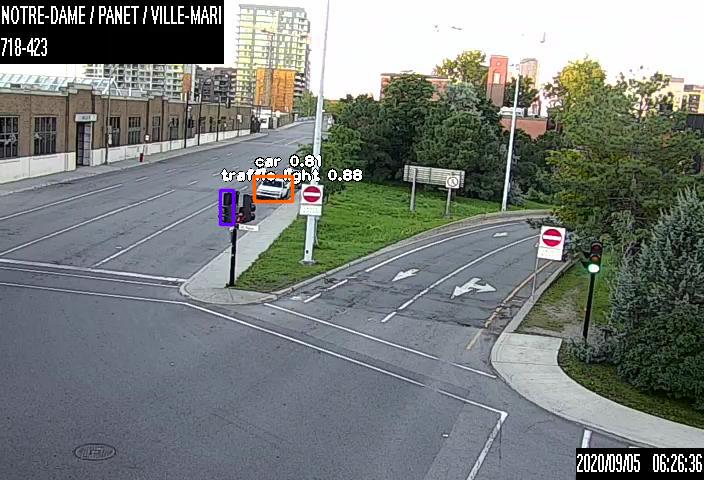 NOTRE-DAME / PANET / VILLE-MARI
718-423
car 0.81
traffic light 0.88
2020/09/05 06:26:36